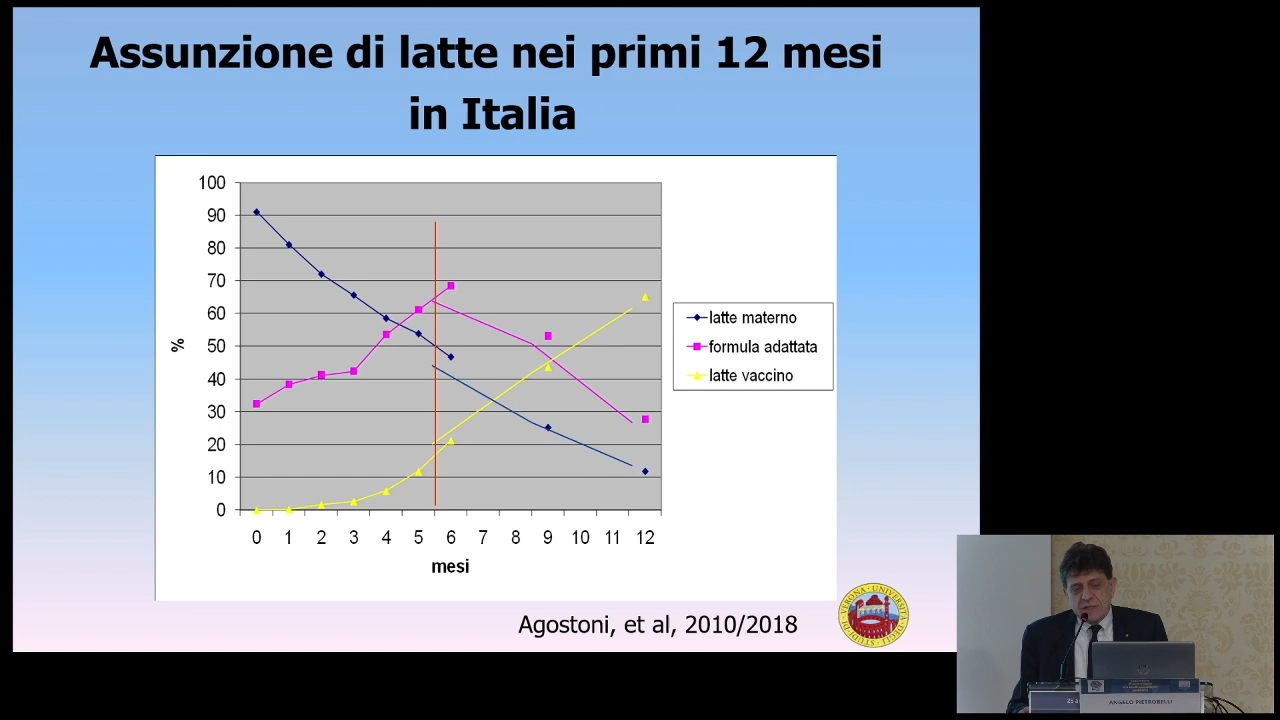 Assunzione di latte nei primi 12 mesi
in Italia
100
90
80
70
60
50
40
30
20
10
0
%
0 1 2 3 4 5 6 7 8 9 10 11 12
mesi
latte materno
formula adattata
latte vaccino
Agostoni, et al, 2010/2018
ANGELO PIETROBELLI